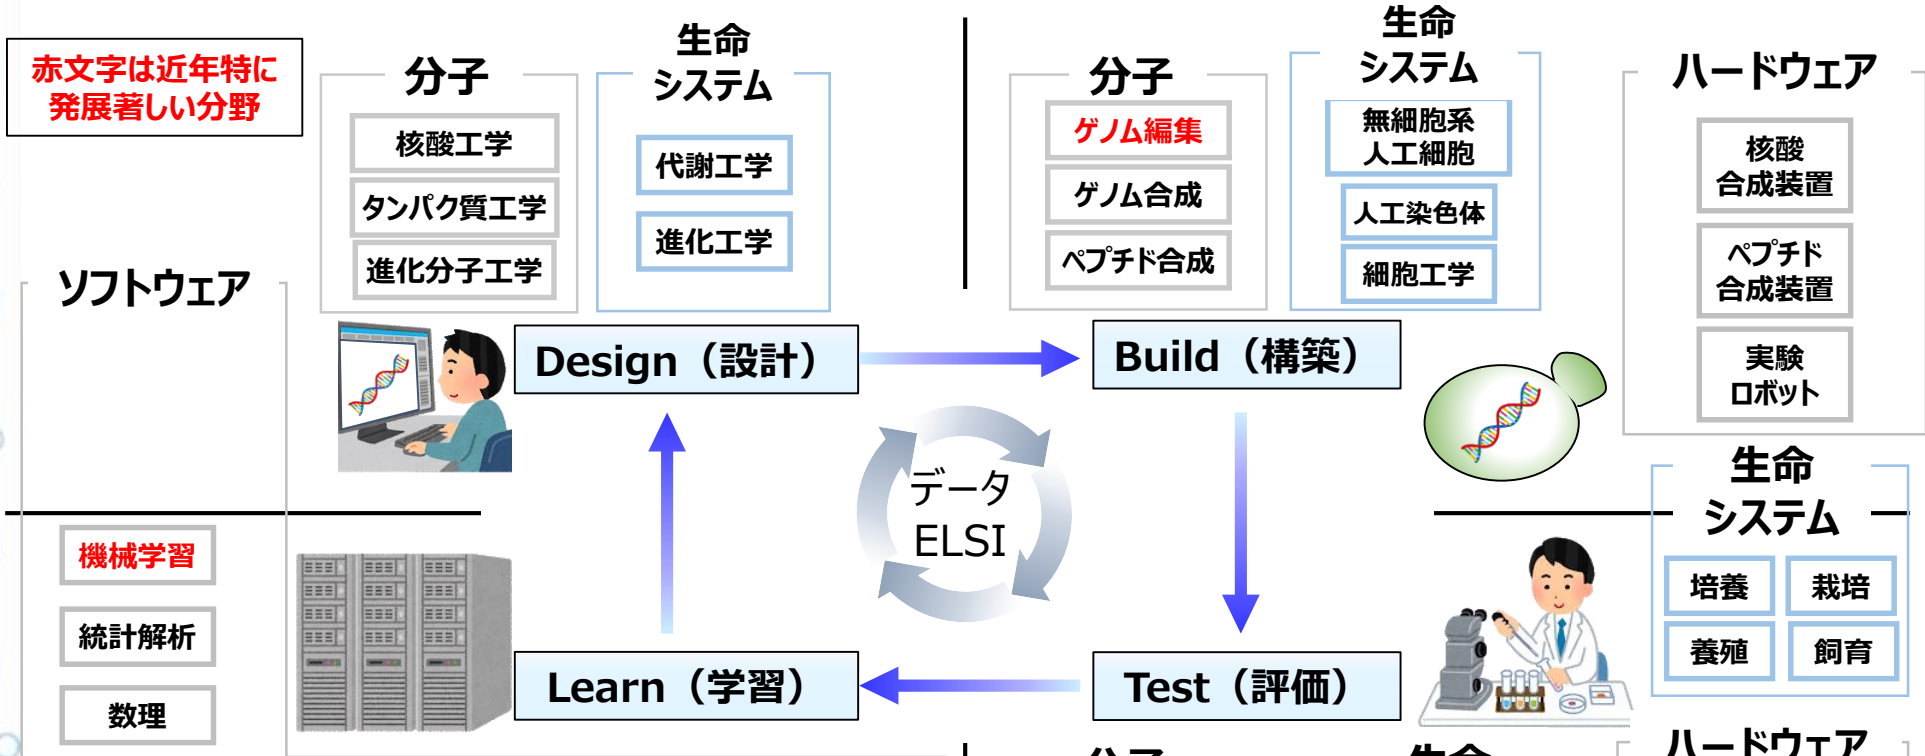 赤文字は近年特に
発展著しい分野
分子
核酸工学
タンパク質工学
進化分子工学
生命
システム
代謝工学
進化工学
分子
ゲノム編集
ゲノム合成
ペプチド合成
生命
システム
無細胞系
人工細胞
人工染色体
細胞工学
ハードウェア
核酸
合成装置
ペプチド
合成装置
実験
ロボット
ソフトウェア
Design（設計）
Build（構築）
データ
ELSI
機械学習
統計解析
数理
Learn（学習）
Test（評価）
生命
システム
培養
栽培
養殖
飼育
分子
生命
ハードウェア